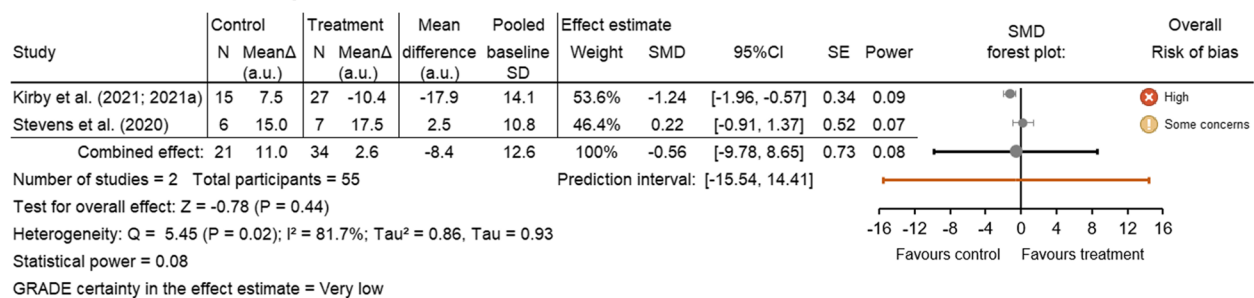 Control Treatment Mean Pooled Effect estimate SMD Overall
Study N MeanΔ N MeanΔ difference baseline Weight SMD 95%CI SE Power forest plot: Risk of bias
(a.u.) (a.u.) (a.u.) SD
Kirby et al. (2021; 2021a) 15 7.5 27 -10.4 -17.9 14.1 53.6% -1.24 [-1.96, -0.57] 0.34 0.09 High
Stevens et al. (2020) 6 15.0 7 17.5 2.5 10.8 46.4% 0.22 [-0.91, 1.37] 0.52 0.07 Some concerns
Combined effect: 21 11.0 34 2.6 -8.4 12.6 100% -0.56 [-9.78, 8.65] 0.73 0.08
Number of studies = 2 Total participants = 55 Prediction interval: [-15.54, 14.41]
Test for overall effect: Z = -0.78 (P = 0.44)
Heterogeneity: Q = 5.45 (P = 0.02); I² = 81.7%; Tau² = 0.86, Tau = 0.93
-16 -12 -8 -4 0 4 8 12 16
Favours control Favours treatment
Statistical power = 0.08
GRADE certainty in the effect estimate = Very low